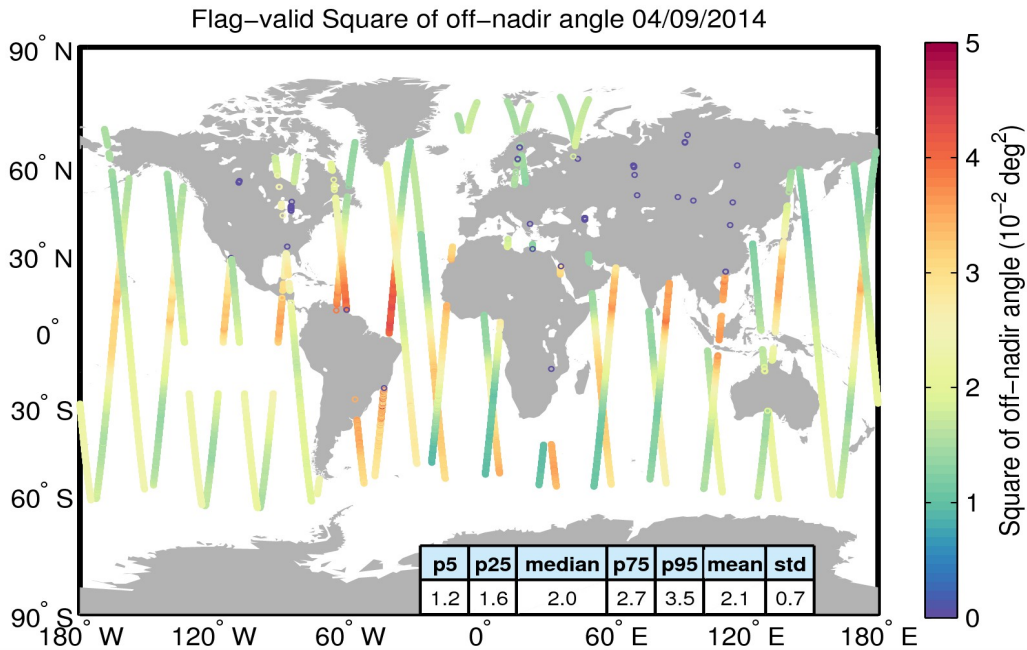 Flag−valid Square of off−nadir angle 04/09/2014
90° N
60° N
30° N
0°
30° S
60° S
90° S
180° W
120° W
60° W
0°
60° E
120° E
180° E
p5 p25 median p75 p95 mean std
1.2 1.6 2.0 2.7 3.5 2.1 0.7
5
4
3
2
1
0
Square of off−nadir angle (10⁻² deg²)